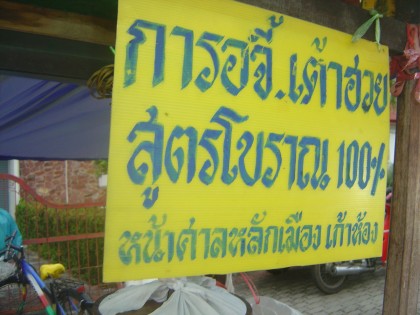 การอจี้..เต้าฮวย
สูตรโบราณ 100%
หน้าศาลหลักเมือง เก้าห้อง